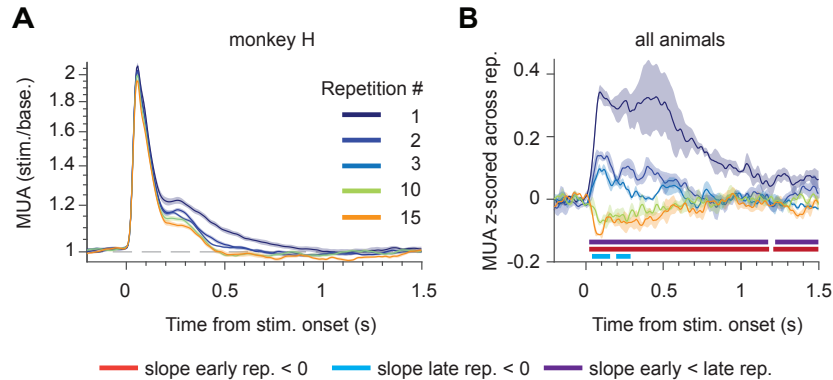 A
monkey H
MUA (stim./base.)
2
1.8
1.6
1.4
1.2
1
Repetition #
1
2
3
10
15
0
0.5
1
1.5
Time from stim. onset (s)
B
all animals
MUA z-scored across rep.
0.4
0.2
0
-0.2
0
0.5
1
1.5
Time from stim. onset (s)
slope early rep. < 0
slope late rep. < 0
slope early < late rep.